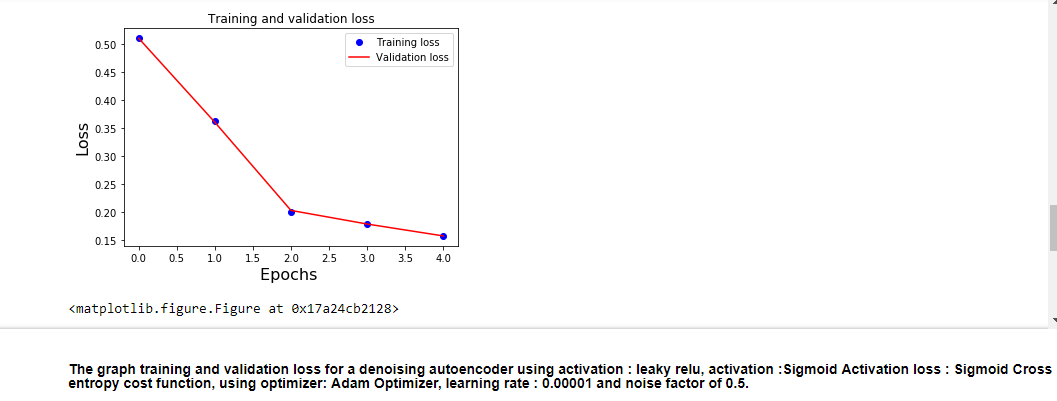 Training and validation loss
Training loss
Validation loss
0.50
0.45
0.40
0.35
0.30
0.25
0.20
0.15
Loss
0.0 0.5 1.0 1.5 2.0 2.5 3.0 3.5 4.0
Epochs
<matplotlib.figure.Figure at 0x17a24cb2128>
The graph training and validation loss for a denoising autoencoder using activation : leaky relu, activation :Sigmoid Activation loss : Sigmoid Cross
entropy cost function, using optimizer: Adam Optimizer, learning rate : 0.00001 and noise factor of 0.5.